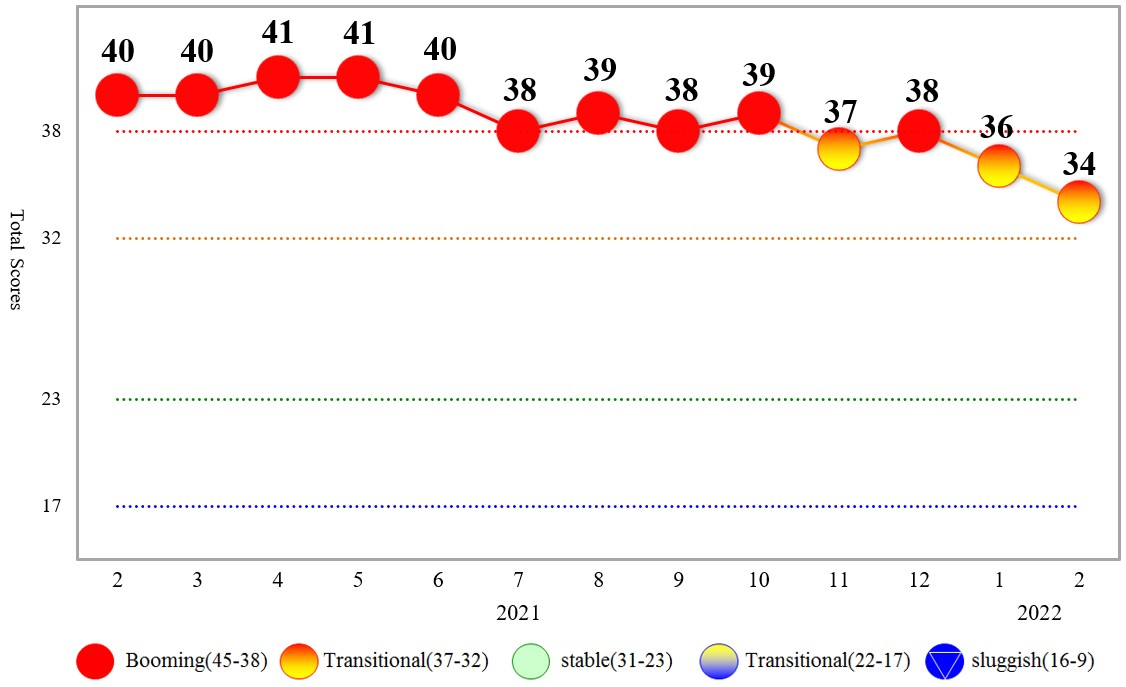 40 40 41 41 40 38 39 38 39 37 38 36 34
38
32
23
17
Total Scores
2 3 4 5 6 7 8 9 10 11 12 1 2
2021 2022
Booming(45-38) Transitional(37-32) stable(31-23) Transitional(22-17) sluggish(16-9)